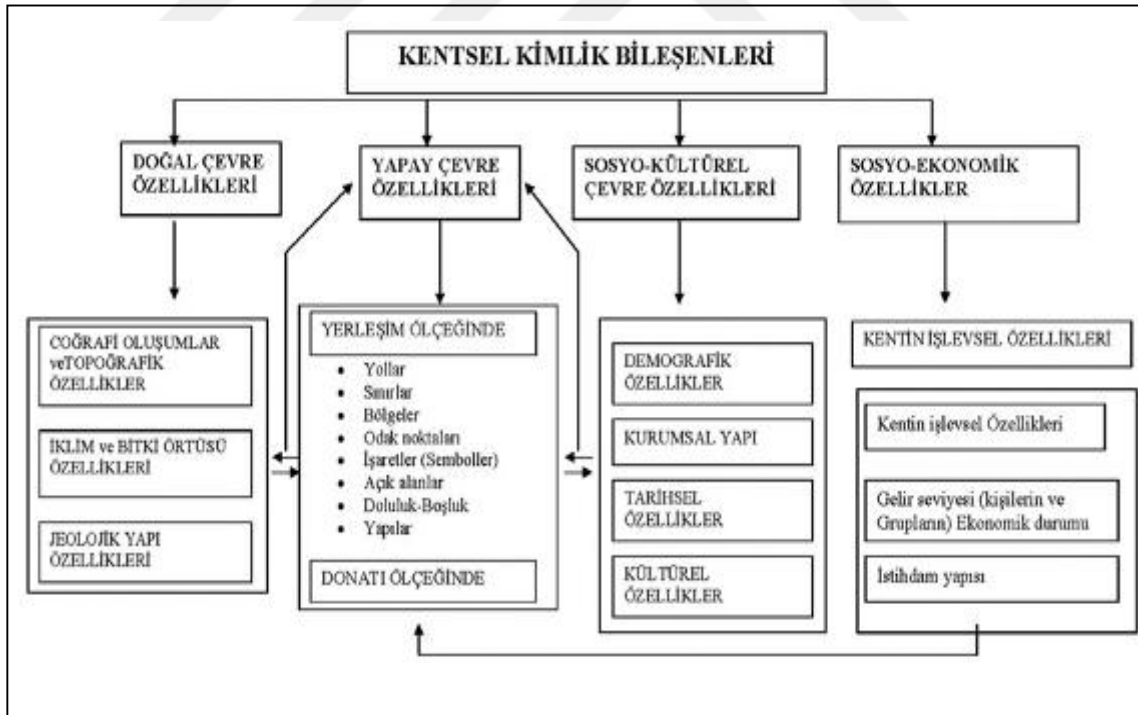 KENTSEL KİMLİK BİLEŞENLERİ
DOĞAL ÇEVRE
ÖZELLİKLERİ
YAPAY ÇEVRE
ÖZELLİKLERİ
SOSYO-KÜLTÜREL
ÇEVRE ÖZELLİKLERİ
SOSYO-EKONOMİK
ÖZELLİKLER
COĞRAFİ OLUŞUMLAR
veTOPOĞRAFİK
ÖZELLİKLER
İKLİM ve BİTKİ ÖRTÜSÜ
ÖZELLİKLERİ
JEOLOJİK YAPI
ÖZELLİKLERİ
YERLEŞİM ÖLÇEĞİNDE
• Yollar
• Sınırlar
• Bölgeler
• Odak noktaları
• İşaretler (Semboller)
• Açık alanlar
• Doluluk-Boşluk
• Yapılar
DONATI ÖLÇEĞİNDE
DEMOGRAFİK
ÖZELLİKLER
KURUMSAL YAPI
TARİHSEL
ÖZELLİKLER
KÜLTÜREL
ÖZELLİKLER
KENTİN İŞLEVSEL ÖZELLİKLERİ
Kentin işlevsel Özellikleri
Gelir seviyesi (kişilerin ve
Grupların) Ekonomik durumu
İstihdam yapısı